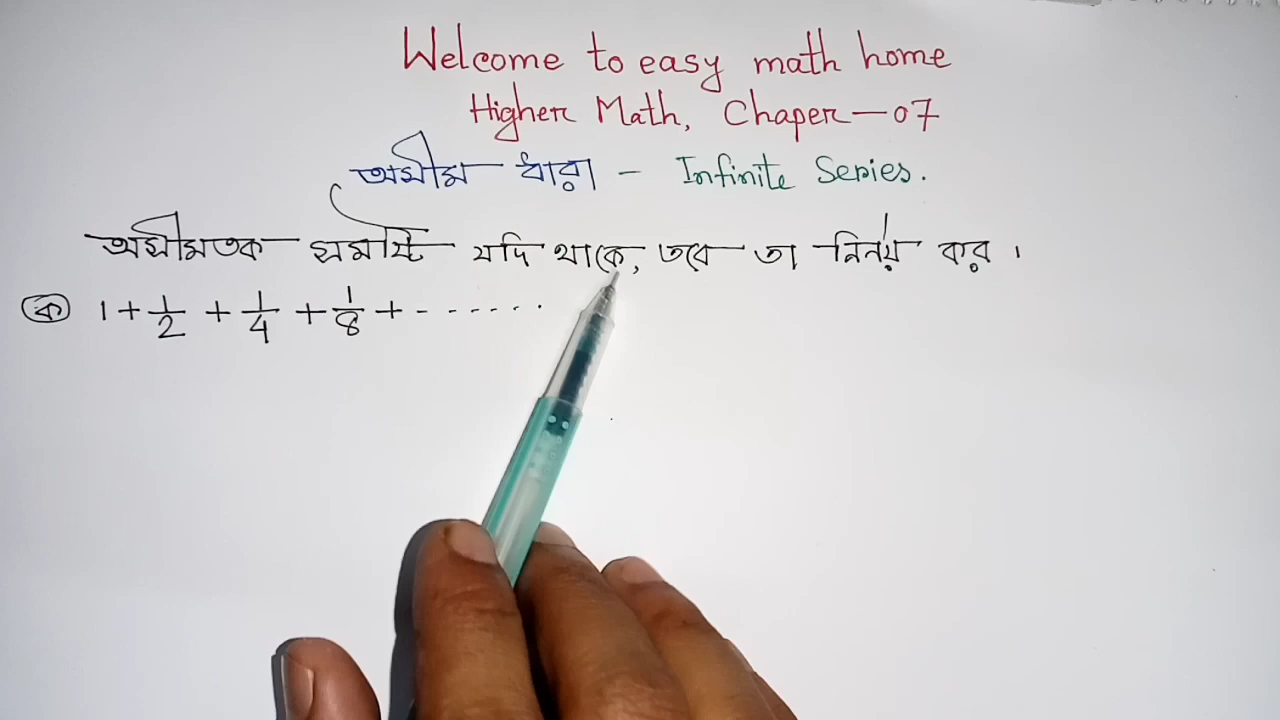 Welcome to easy math home
Higher Math, Chaper—07
অসীম ধারা – Infinite Series.
অসীমতক সমষ্টি যদি থাকে, তবে তা নির্নয় কর।
ক 1 + 1/2 + 1/4 + 1/8 + - - - - - - .